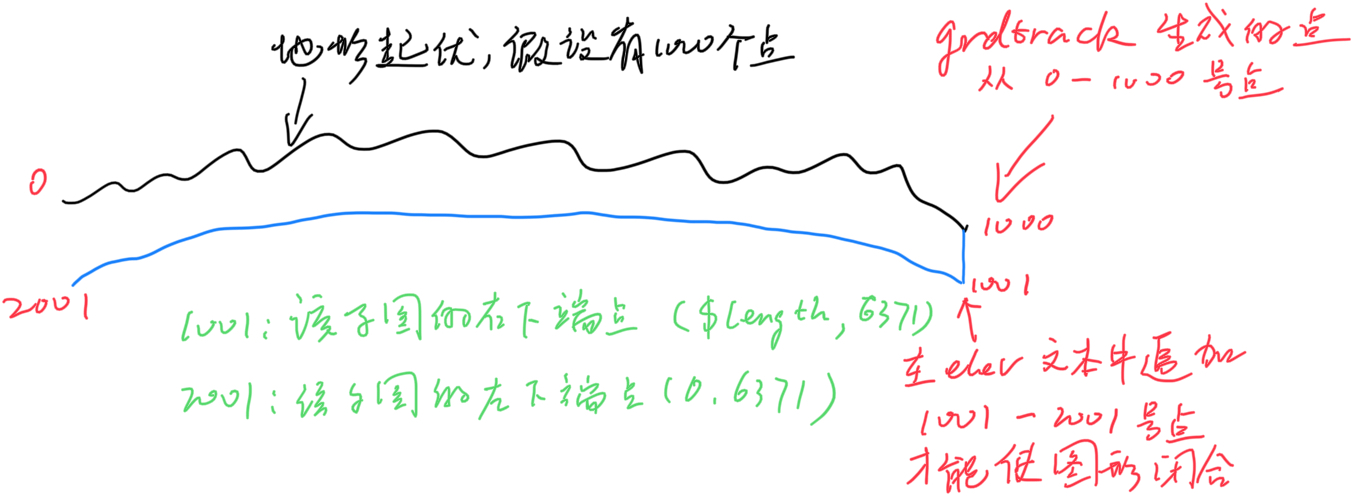 地形起伏,假设有1000个点
grdtrack 生成的点
从 0-1000 号点
0
1000
2001
1001
1001: 该子图的右下端点 ($length, 6371)
2001: 该子图的左下端点 (0, 6371)
在 elev 文本中追加
1001-2001 号点
才能使图形闭合